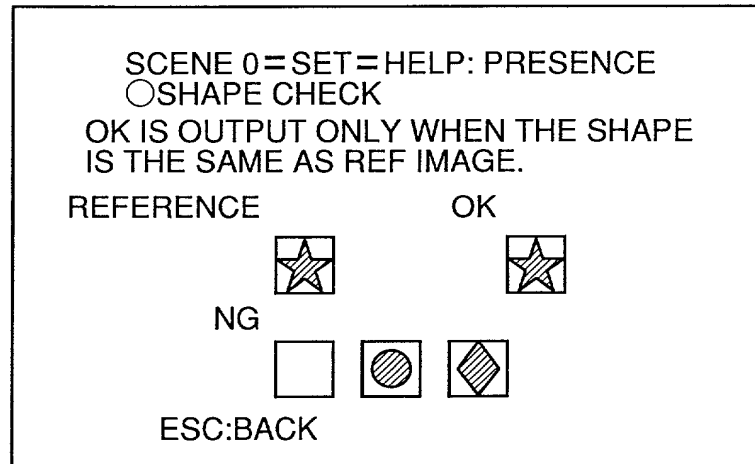 SCENE 0=SET=HELP: PRESENCE
○SHAPE CHECK
OK IS OUTPUT ONLY WHEN THE SHAPE
IS THE SAME AS REF IMAGE.
REFERENCE OK
NG
ESC:BACK